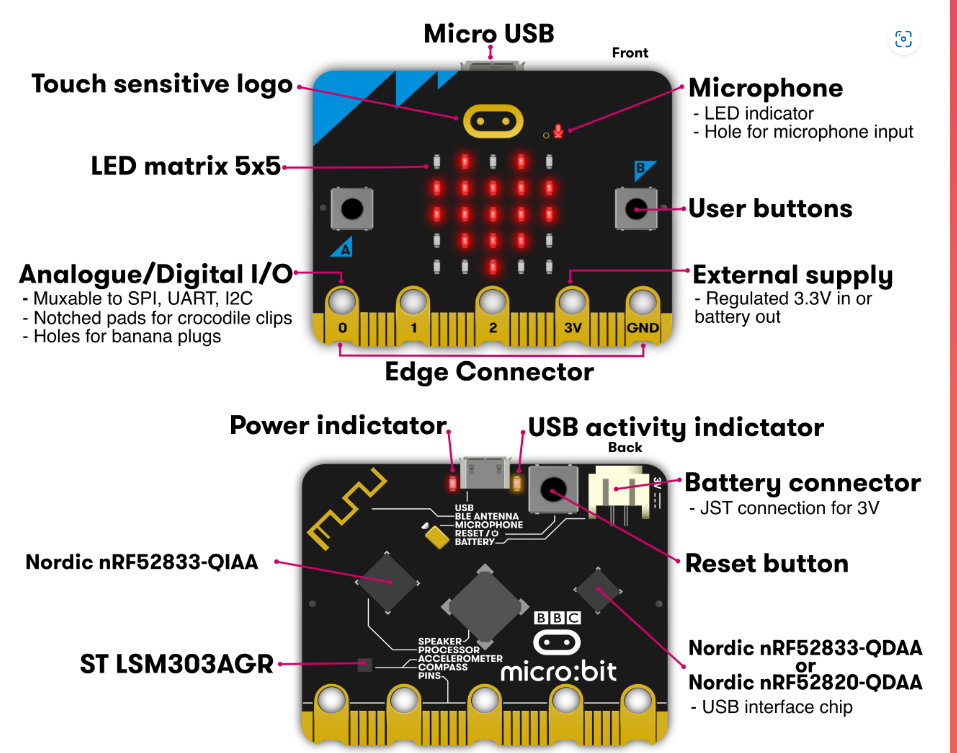 Micro USB
Front
Touch sensitive logo
Microphone
- LED indicator
- Hole for microphone input
LED matrix 5x5
B
User buttons
A
Analogue/Digital I/O
- Muxable to SPI, UART, I2C
- Notched pads for crocodile clips
- Holes for banana plugs
External supply
- Regulated 3.3V in or
battery out
0
1
2
3V
GND
Edge Connector
Power indictator
USB activity indictator
Back
Battery connector
- JST connection for 3V
3V
USB
BLE ANTENNA
MICROPHONE
RESET /
BATTERY
Reset button
Nordic nRF52833-QIAA
BBC
micro:bit
SPEAKER
PROCESSOR
ACCELEROMETER
COMPASS
PINS
ST LSM303AGR
Nordic nRF52833-QDAA
or
Nordic nRF52820-QDAA
- USB interface chip